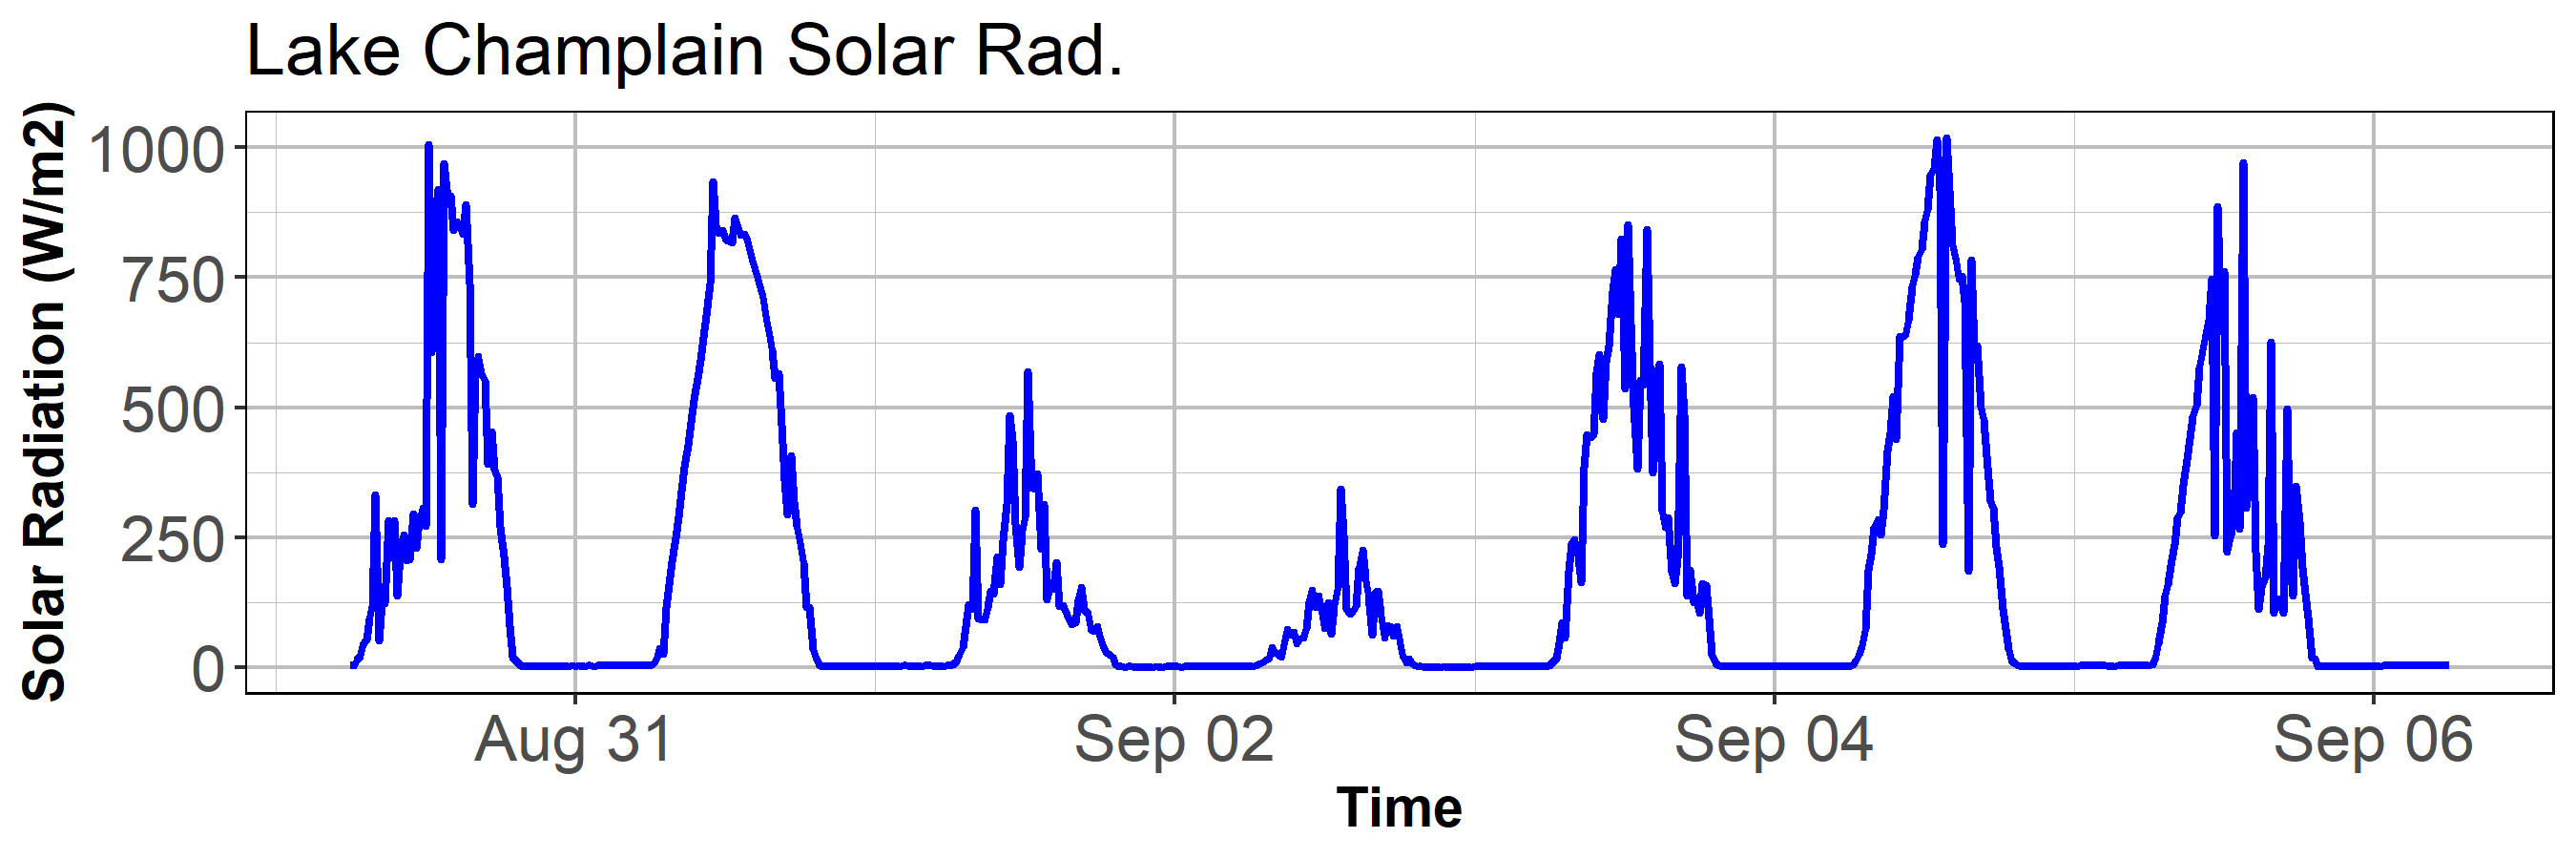 Lake Champlain Solar Rad.
Solar Radiation (W/m2)
1000
750
500
250
0
Aug 31
Sep 02
Sep 04
Sep 06
Time